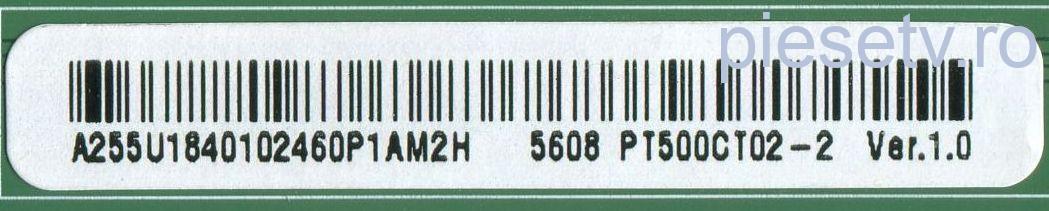 piesetv.ro
A255U1840102460P1AM2H 5608 PT500CT02-2 Ver.1.0